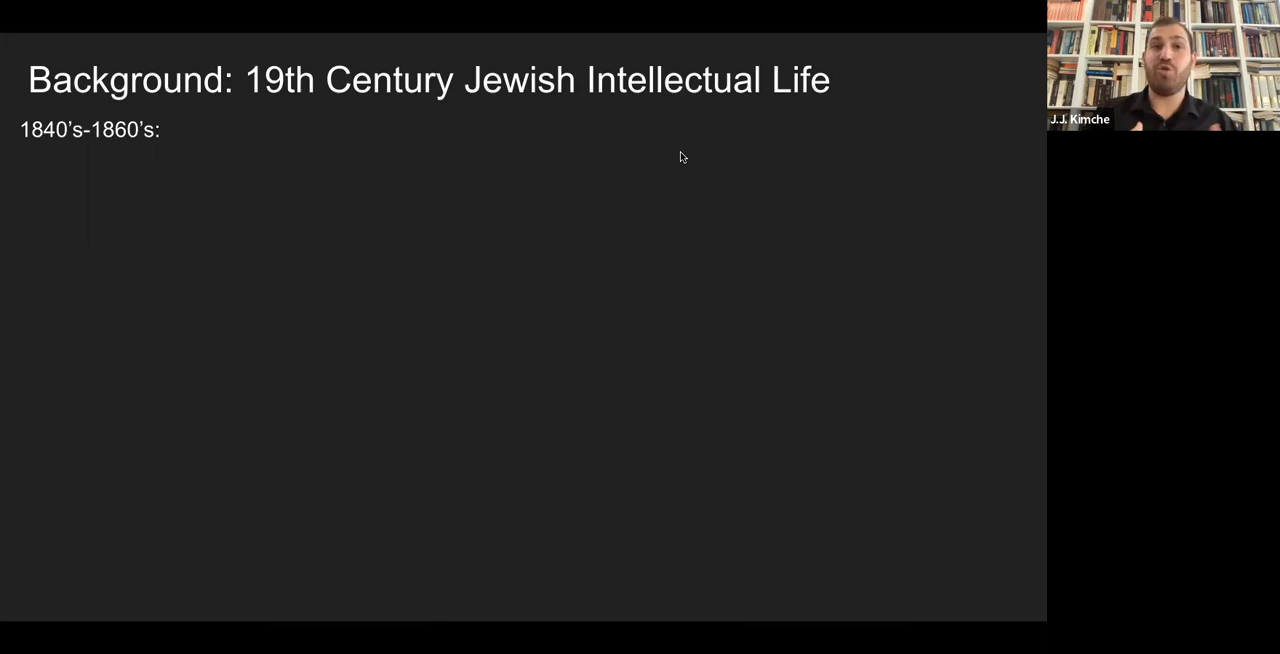 Background: 19th Century Jewish Intellectual Life
1840’s-1860’s:
J.J. Kimche